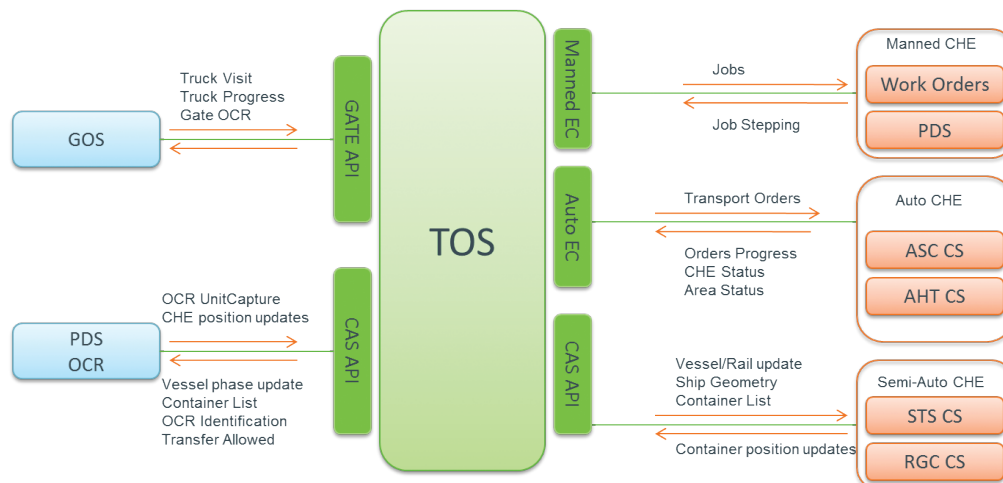 Truck Visit
Truck Progress
Gate OCR
GOS
GATE API
OCR UnitCapture
CHE position updates
PDS
OCR
Vessel phase update
Container List
OCR Identification
Transfer Allowed
CAS API
TOS
Manned EC
Jobs
Job Stepping
Manned CHE
Work Orders
PDS
Auto EC
Transport Orders
Orders Progress
CHE Status
Area Status
Auto CHE
ASC CS
AHT CS
CAS API
Vessel/Rail update
Ship Geometry
Container List
Container position updates
Semi-Auto CHE
STS CS
RGC CS